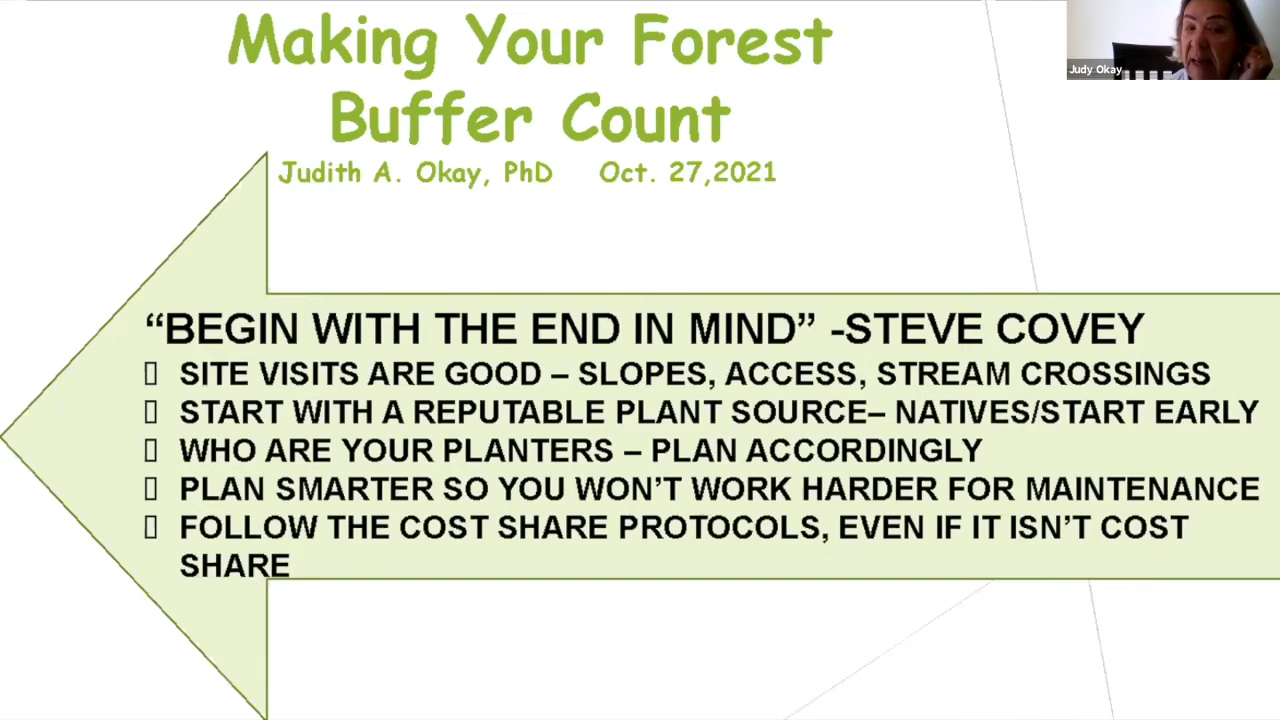 Making Your Forest
Buffer Count
Judith A. Okay, PhD Oct. 27,2021
Judy Okay
“BEGIN WITH THE END IN MIND” -STEVE COVEY
SITE VISITS ARE GOOD – SLOPES, ACCESS, STREAM CROSSINGS
START WITH A REPUTABLE PLANT SOURCE– NATIVES/START EARLY
WHO ARE YOUR PLANTERS – PLAN ACCORDINGLY
PLAN SMARTER SO YOU WON’T WORK HARDER FOR MAINTENANCE
FOLLOW THE COST SHARE PROTOCOLS, EVEN IF IT ISN’T COST
SHARE